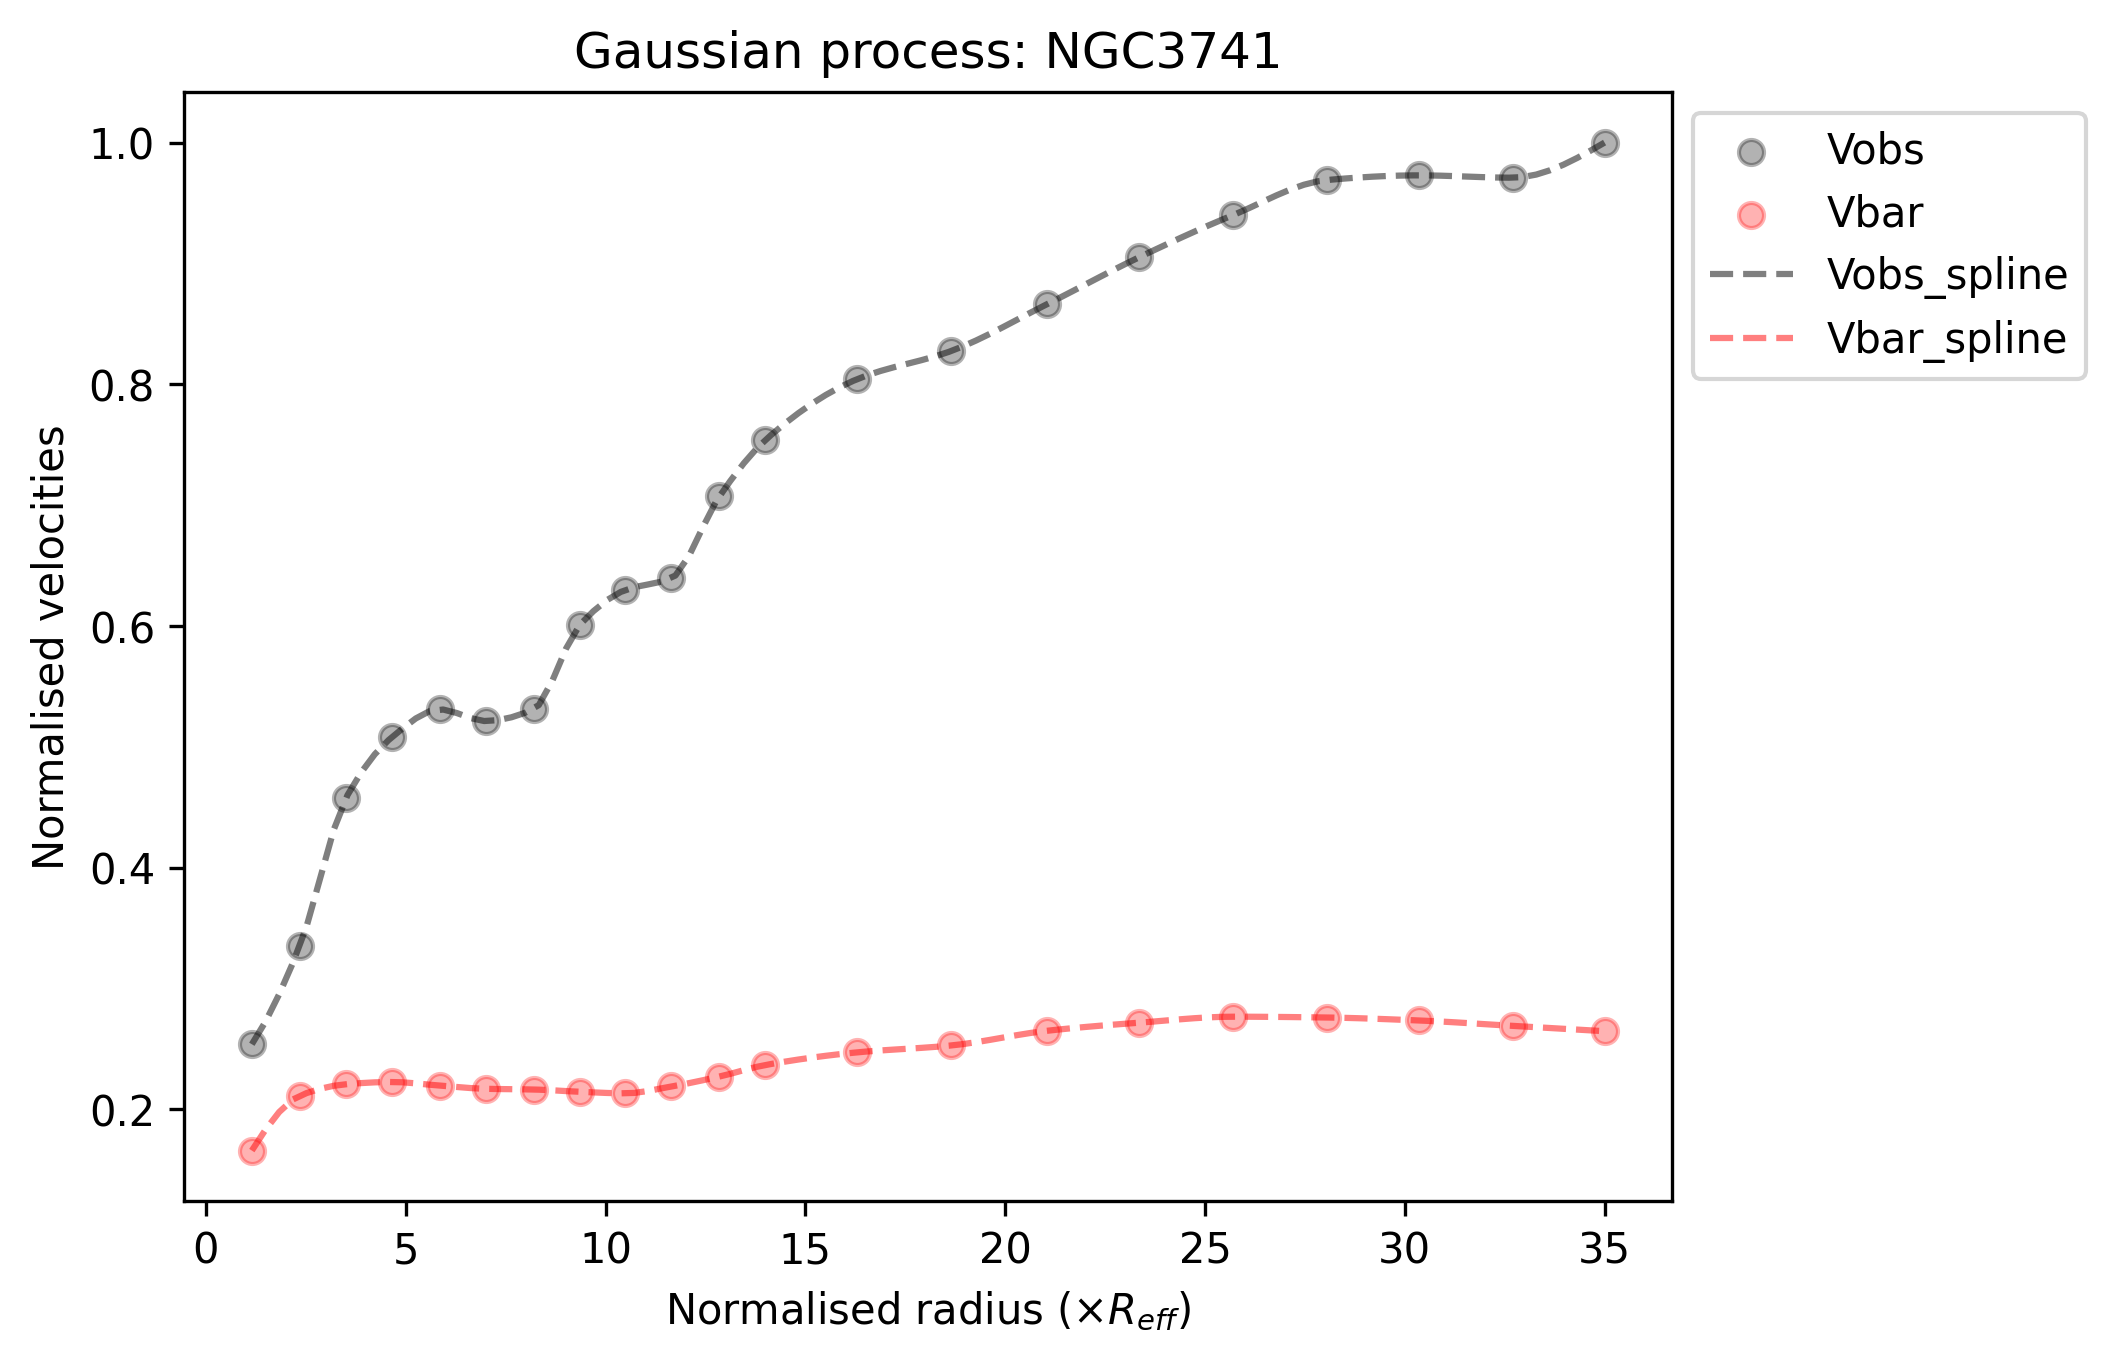 Gaussian process: NGC3741
Normalised velocities
1.0
0.8
0.6
0.4
0.2
0 5 10 15 20 25 30 35
Normalised radius (×R_eff)
Vobs
Vbar
Vobs_spline
Vbar_spline